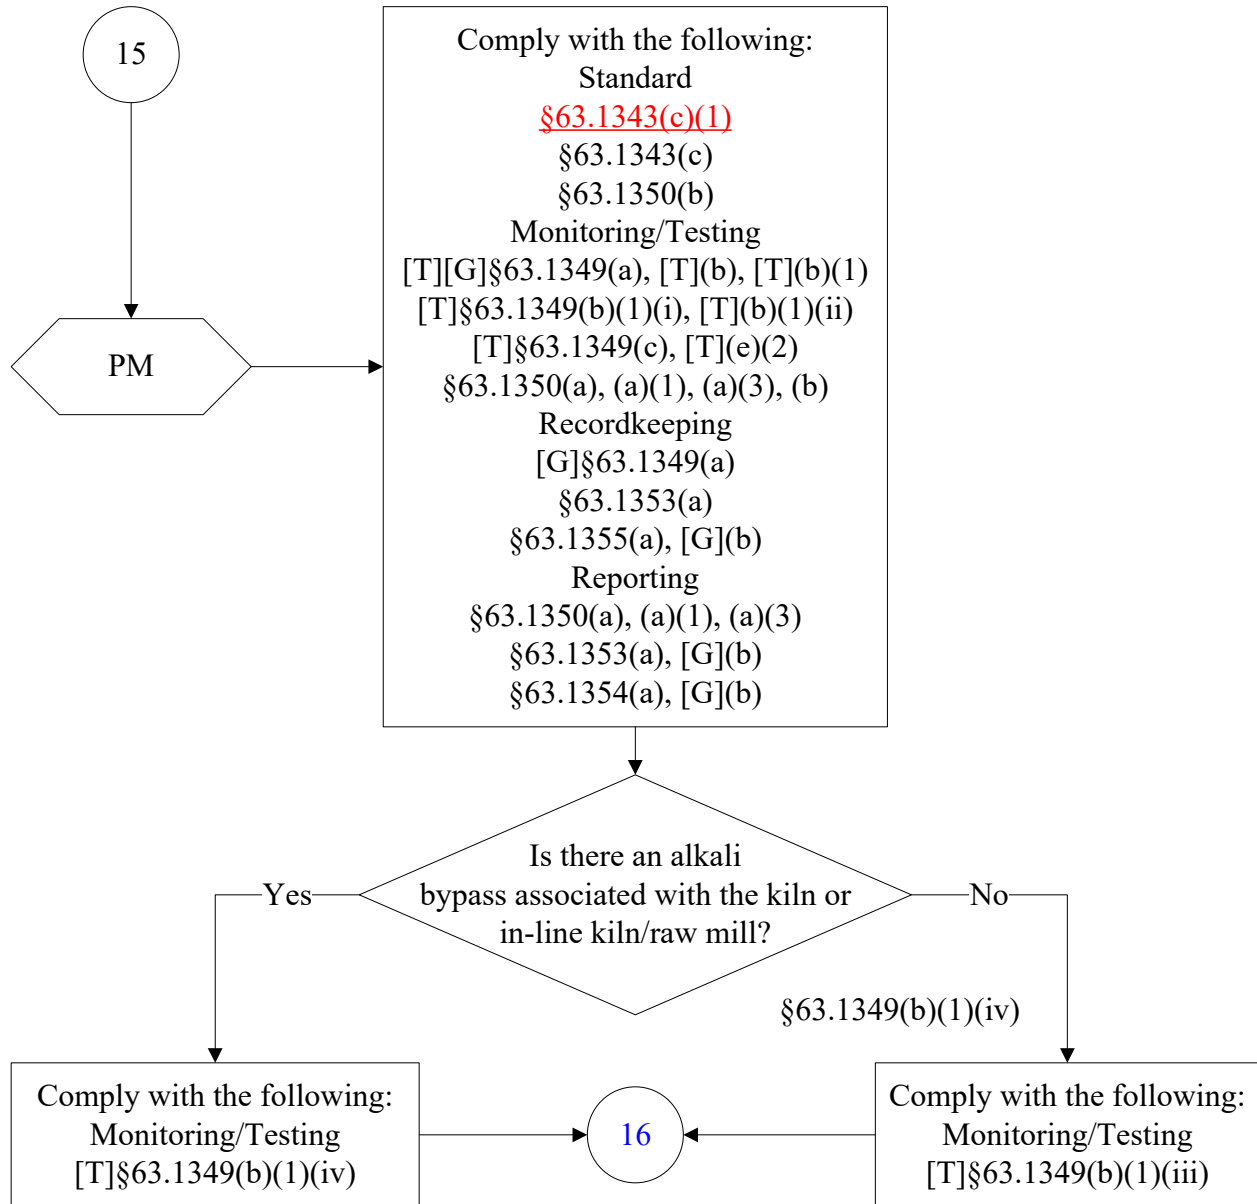 15
Comply with the following:
Standard
§63.1343(c)(1)
§63.1343(c)
§63.1350(b)
Monitoring/Testing
[T][G]§63.1349(a), [T](b), [T](b)(1)
[T]§63.1349(b)(1)(i), [T](b)(1)(ii)
[T]§63.1349(c), [T](e)(2)
§63.1350(a), (a)(1), (a)(3), (b)
Recordkeeping
[G]§63.1349(a)
§63.1353(a)
§63.1355(a), [G](b)
Reporting
§63.1350(a), (a)(1), (a)(3)
§63.1353(a), [G](b)
§63.1354(a), [G](b)
PM
Is there an alkali
bypass associated with the kiln or
in-line kiln/raw mill?
Yes
No
§63.1349(b)(1)(iv)
Comply with the following:
Monitoring/Testing
[T]§63.1349(b)(1)(iv)
16
Comply with the following:
Monitoring/Testing
[T]§63.1349(b)(1)(iii)